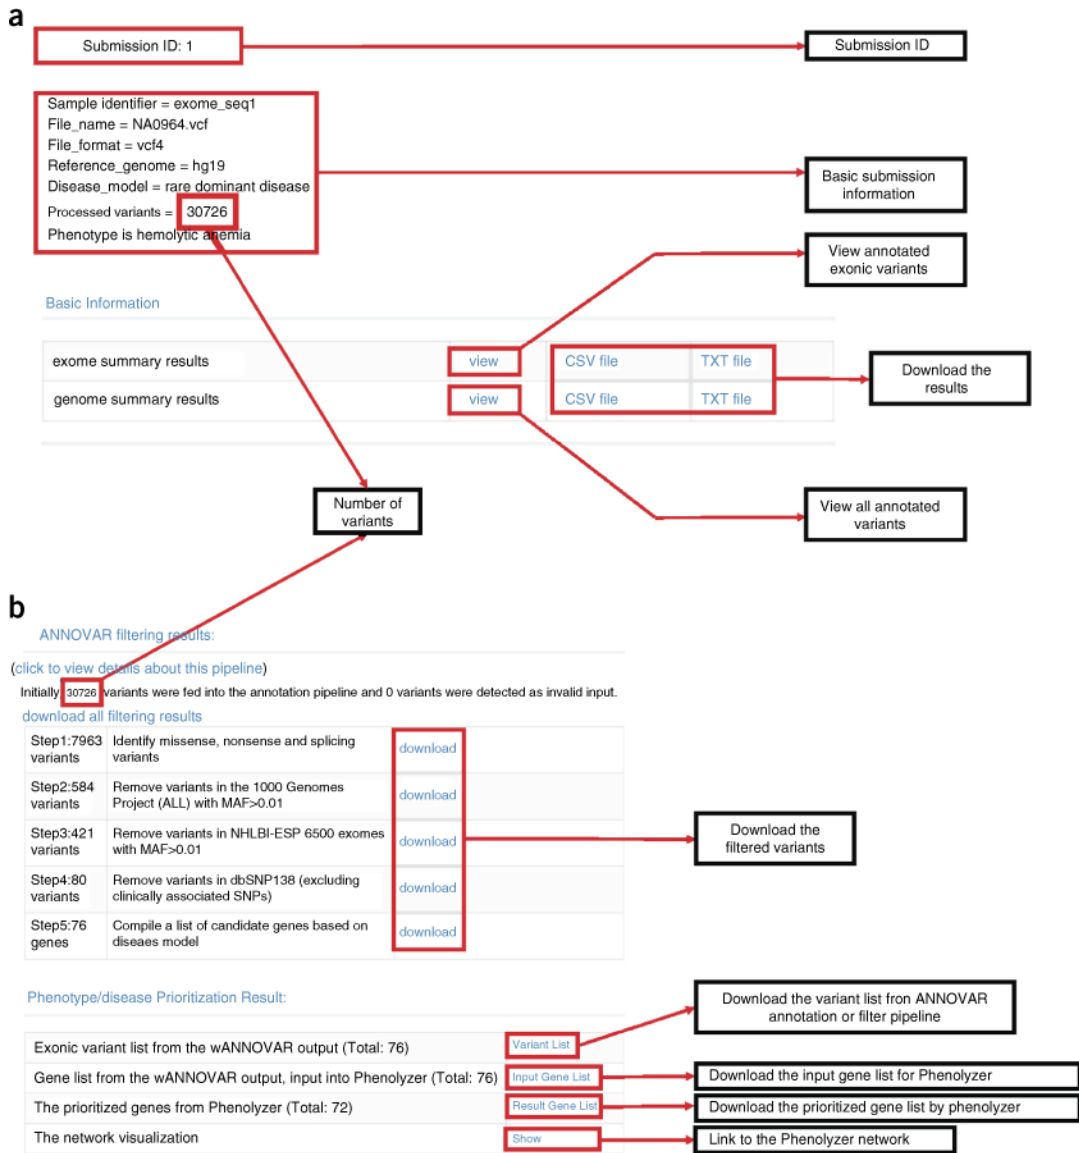 a
Submission ID: 1
Submission ID
Sample identifier = exome_seq1
File_name = NA0964.vcf
File_format = vcf4
Reference_genome = hg19
Disease_model = rare dominant disease
Processed variants = 30726
Phenotype is hemolytic anemia
Basic submission
information
View annotated
exonic variants
Basic Information
exome summary results view CSV file TXT file
genome summary results view CSV file TXT file
Download the
results
Number of
variants
View all annotated
variants
b
ANNOVAR filtering results:
(click to view details about this pipeline)
Initially 30726 variants were fed into the annotation pipeline and 0 variants were detected as invalid input.
download all filtering results
Step1:7963 Identify missense, nonsense and splicing download
variants variants
Step2:584 Remove variants in the 1000 Genomes download
variants Project (ALL) with MAF>0.01
Step3:421 Remove variants in NHLBI-ESP 6500 exomes download
variants with MAF>0.01
Step4:80 Remove variants in dbSNP138 (excluding download
variants clinically associated SNPs)
Step5:76 Compile a list of candidate genes based on download
genes diseaes model
Download the
filtered variants
Phenotype/disease Prioritization Result:
Download the variant list fron ANNOVAR
annotation or filter pipeline
Exonic variant list from the wANNOVAR output (Total: 76) Variant List
Gene list from the wANNOVAR output, input into Phenolyzer (Total: 76) Input Gene List Download the input gene list for Phenolyzer
The prioritized genes from Phenolyzer (Total: 72) Result Gene List Download the prioritized gene list by phenolyzer
The network visualization Show Link to the Phenolyzer network